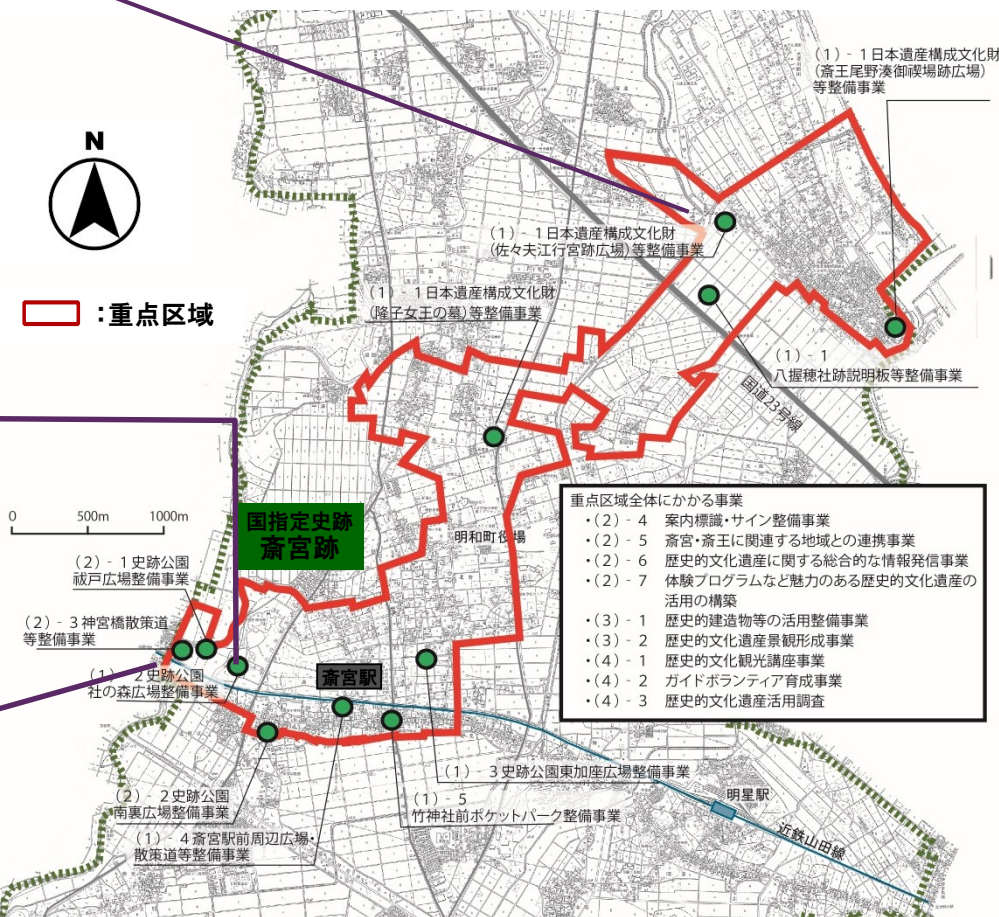 (1)‐1日本遺産構成文化財
(斎王尾野湊御禊場跡広場)
等整備事業
N
:重点区域
(1)‐1日本遺産構成文化財
(佐々夫江行宮跡広場)等整備事業
(1)‐1日本遺産構成文化財
(隆子女王の墓)等整備事業
(1)‐1
八握穂社跡説明板等整備事業
国道23号線
0 500m 1000m
国指定史跡
斎宮跡
明和町役場
重点区域全体にかかる事業
・(2)‐4 案内標識・サイン整備事業
・(2)‐5 斎宮・斎王に関連する地域との連携事業
・(2)‐6 歴史的文化遺産に関する総合的な情報発信事業
・(2)‐7 体験プログラムなど魅力のある歴史的文化遺産の
活用の構築
・(3)‐1 歴史的建造物等の活用整備事業
・(3)‐2 歴史的文化遺産景観形成事業
・(4)‐1 歴史的文化観光講座事業
・(4)‐2 ガイドボランティア育成事業
・(4)‐3 歴史的文化遺産活用調査
(2)‐1史跡公園
祓戸広場整備事業
(2)‐3神宮橋散策道
等整備事業
(1)‐2史跡公園
社の森広場整備事業
斎宮駅
(1) 3史跡公園東加座広場整備事業
(2)‐2史跡公園
南裏広場整備事業
(1) 5
竹神社前ポケットパーク整備事業
(1) 4斎宮駅前周辺広場・
散策道等整備事業
明星駅
近鉄山田線